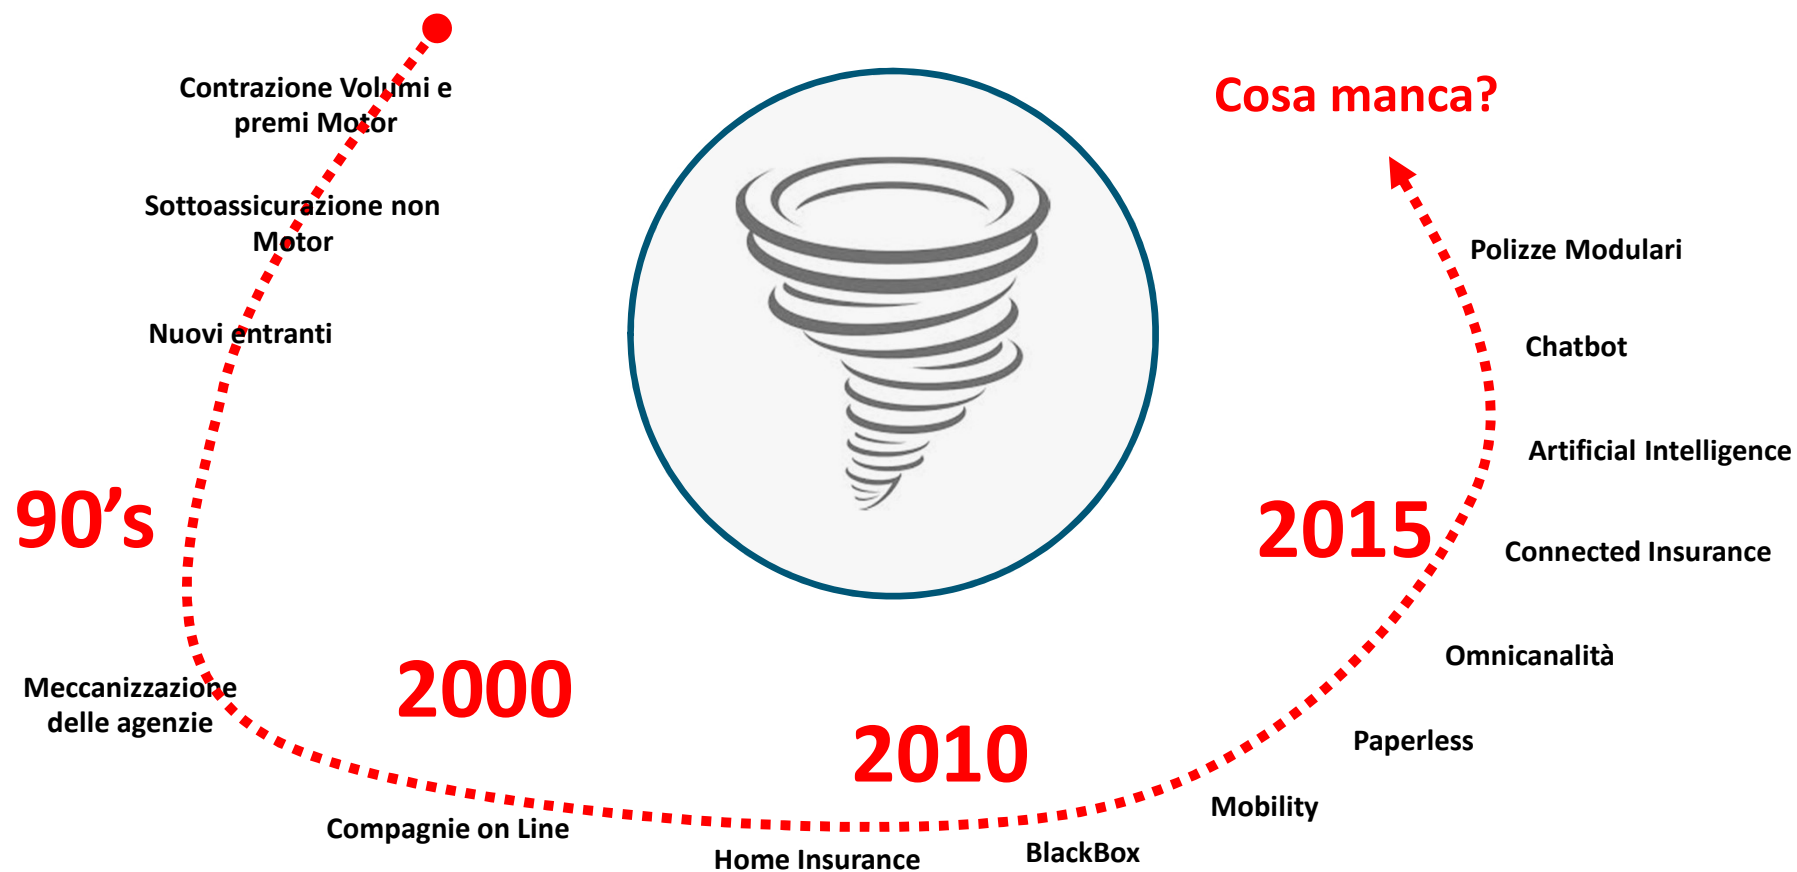 Contrazione Volumi e
premi Motor
Sottoassicurazione non
Motor
Nuovi entranti
90’s
Meccanizzazione
delle agenzie
2000
Compagnie on Line
2010
Home Insurance
BlackBox
Mobility
Paperless
Omnicanalità
2015
Connected Insurance
Artificial Intelligence
Chatbot
Polizze Modulari
Cosa manca?